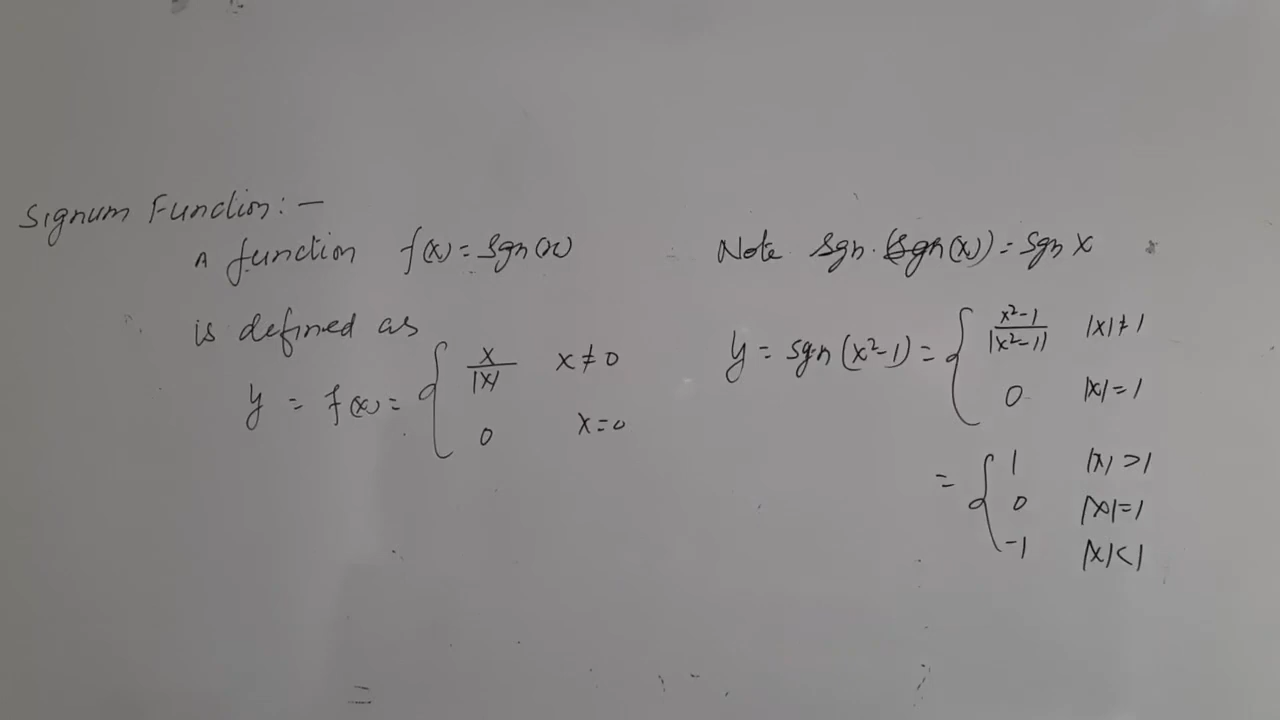 Signum Function: —
A function f(x) = sgn(x)
is defined as
y = f(x) = { x/|x| x ≠ 0
0 x = 0
Note sgn.(sgn(x)) = sgn x
y = sgn(x²-1) = { x²-1/|x²-1| |x| ≠ 1
0 |x| = 1
= { 1 |x| > 1
0 |x| = 1
-1 |x| < 1